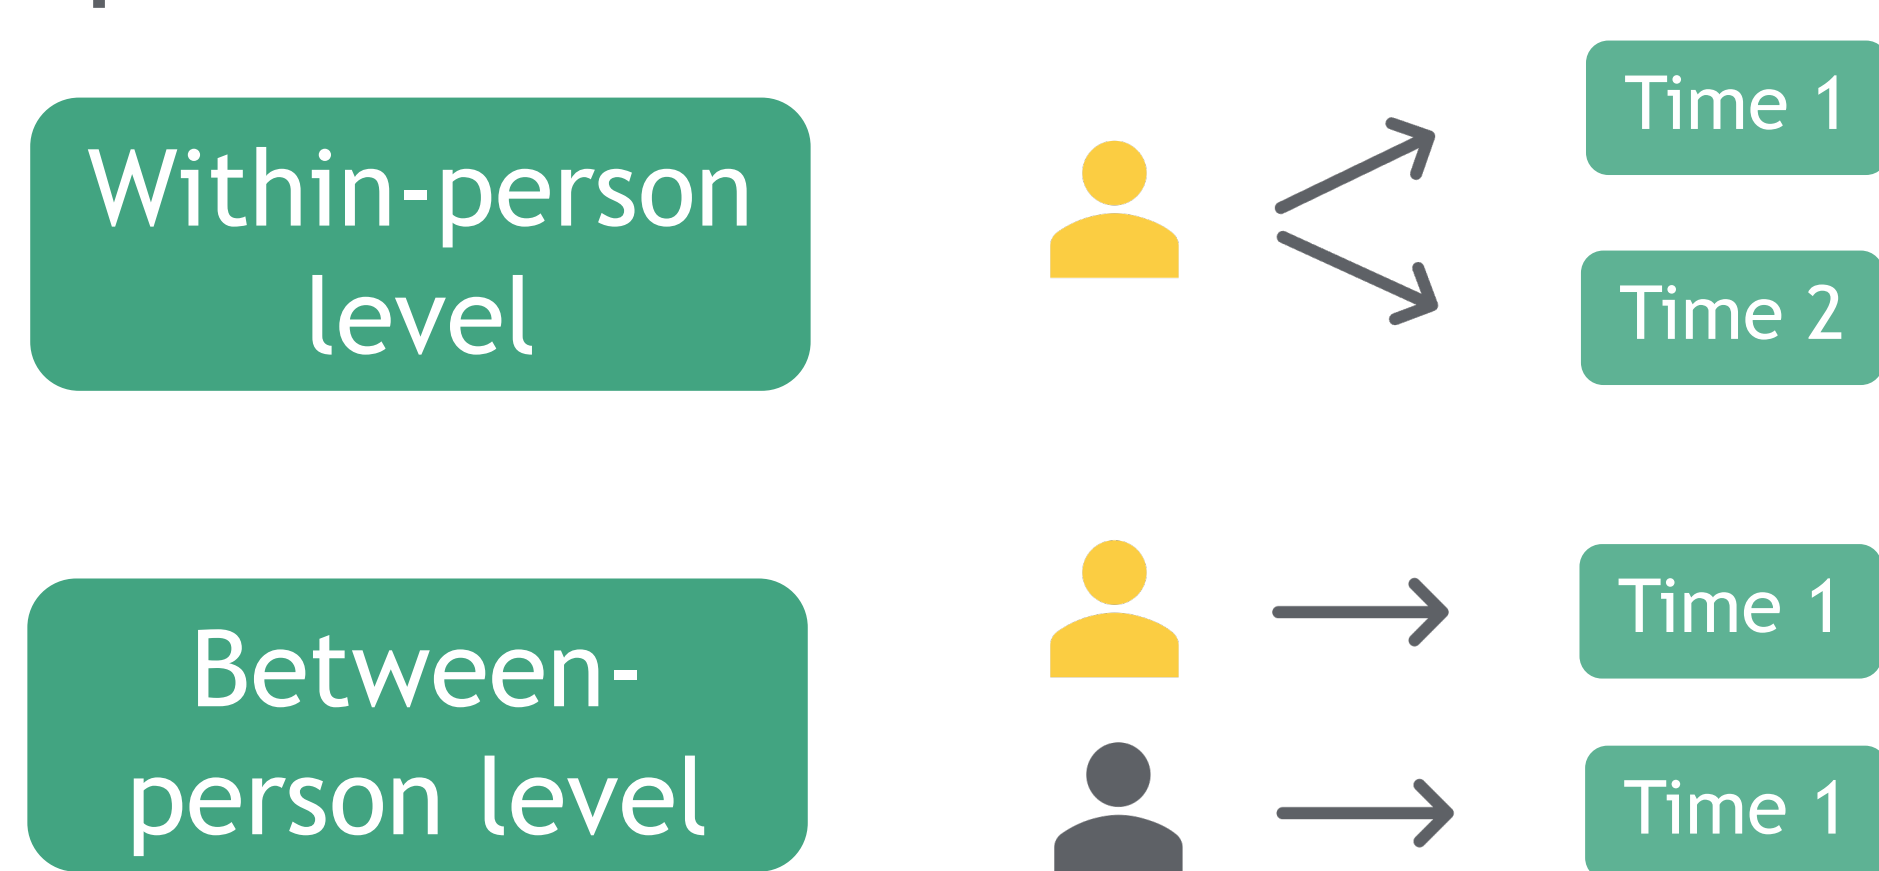 Within-person
level
Time 1
Time 2
Between-
person level
Time 1
Time 1